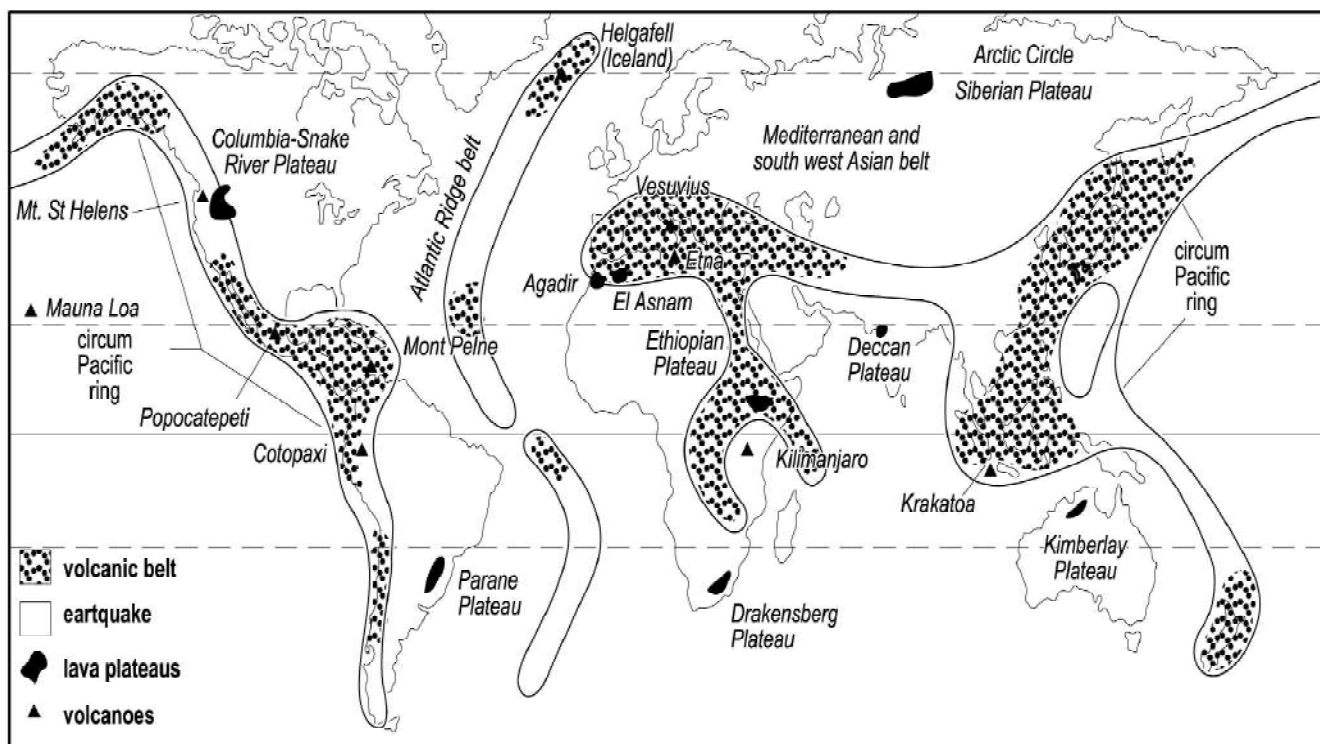 Helgafell
(Iceland)
Arctic Circle
Siberian Plateau
Columbia-Snake
River Plateau
Mediterranean and
south west Asian belt
Atlantic Ridge belt
Vesuvius
Mt. St Helens
circum
Pacific
ring
Etna
Agadir
El Asnam
Mauna Loa
circum
Pacific
ring
Mont Pelne
Ethiopian
Plateau
Deccan
Plateau
Popocatepeti
Cotopaxi
Kilimanjaro
Krakatoa
Kimberlay
Plateau
Parane
Plateau
Drakensberg
Plateau
volcanic belt
eartquake
lava plateaus
volcanoes